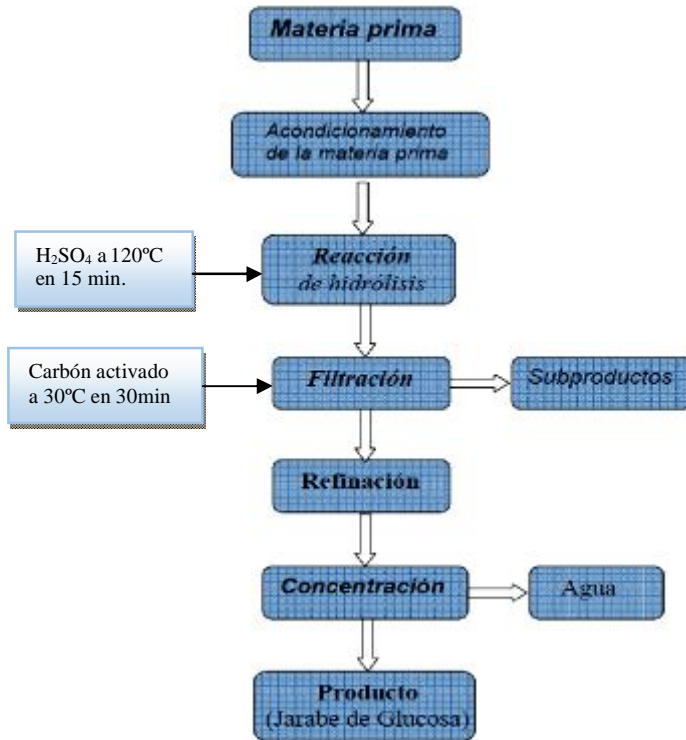 Materia prima
Acondicionamiento
de la materia prima
H₂SO₄ a 120ºC
en 15 min.
Reacción
de hidrólisis
Carbón activado
a 30ºC en 30min
Filtración
Subproductos
Refinación
Concentración
Agua
Producto
(Jarabe de Glucosa)